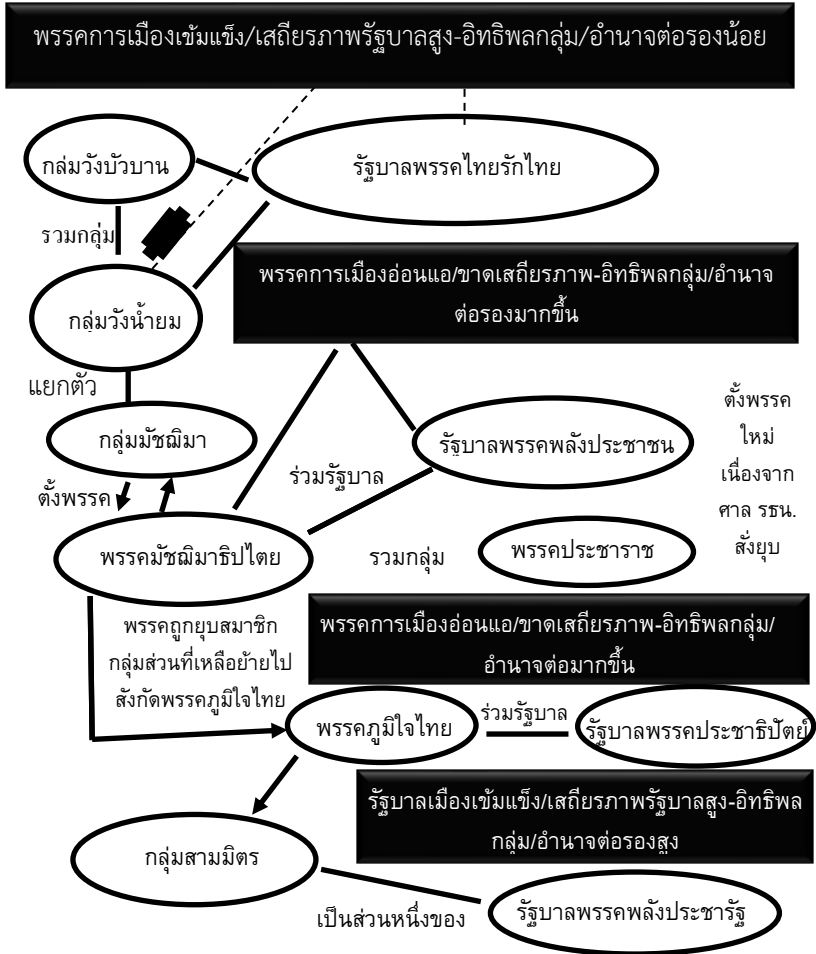 พรรคการเมืองเข้มแข็ง/เสถียรภาพรัฐบาลสูง-อิทธิพลกลุ่ม/อำนาจต่อรองน้อย
กล่มวังบัวบาน
รัฐบาลพรรคไทยรักไทย
รวมกลุ่ม
พรรคการเมืองอ่อนแอ/ขาดเสถียรภาพ-อิทธิพลกลุ่ม/อำนาจ
ต่อรองมากขึ้น
กลุ่มวังน้ำยม
แยกตัว
กลุ่มมัชฌิมา
รัฐบาลพรรคพลังประชาชน
ตั้งพรรค
ใหม่
เนื่องจาก
ศาล รธน.
สั่งยุบ
ร่วมรัฐบาล
ตั้งพรรค
พรรคมัชฌิมาธิปไตย
รวมกลุ่ม
พรรคประชาราช
พรรคถูกยุบสมาชิก
กลุ่มส่วนที่เหลือย้ายไป
สังกัดพรรคภูมิใจไทย
พรรคการเมืองอ่อนแอ/ขาดเสถียรภาพ-อิทธิพลกลุ่ม/
อำนาจต่อมากขึ้น
พรรคภูมิใจไทย
ร่วมรัฐบาล
รัฐบาลพรรคประชาธิปัตย์
รัฐบาลเมืองเข้มแข็ง/เสถียรภาพรัฐบาลสูง-อิทธิพล
กลุ่ม/อำนาจต่อรองสูง
กลุ่มสามมิตร
เป็นส่วนหนึ่งของ
รัฐบาลพรรคพลังประชารัฐ